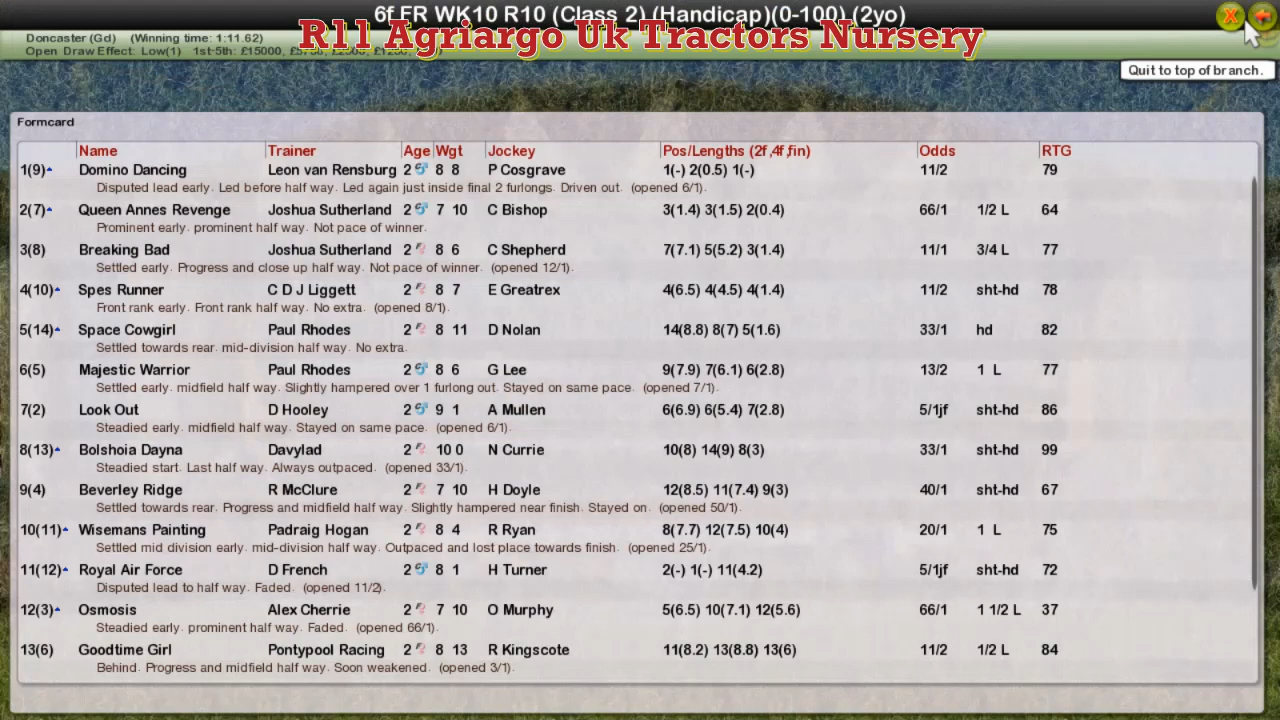 6f FR WK10 R10 (Class 2) (Handicap)(0-100) (2yo)
R11 Agriargo Uk Tractors Nursery
Doncaster (Gd) (Winning time: 1:11.62)
Open Draw Effect: Low(1) 1st-5th: £15000,
Quit to top of branch.
Formcard
Name Trainer Age Wgt Jockey Pos/Lengths (2f,4f,fin) Odds RTG
1(9) Domino Dancing Leon van Rensburg 2 8 8 P Cosgrave 1(-) 2(0.5) 1(-) 11/2 79
Disputed lead early. Led before half way. Led again just inside final 2 furlongs. Driven out. (opened 6/1).
2(7) Queen Annes Revenge Joshua Sutherland 2 7 10 C Bishop 3(1.4) 3(1.5) 2(0.4) 66/1 1/2 L 64
Prominent early. prominent half way. Not pace of winner.
3(8) Breaking Bad Joshua Sutherland 2 8 6 C Shepherd 7(7.1) 5(5.2) 3(1.4) 11/1 3/4 L 77
Settled early. Progress and close up half way. Not pace of winner. (opened 12/1).
4(10) Spes Runner C D J Liggett 2 8 7 E Greatrex 4(6.5) 4(4.5) 4(1.4) 11/2 sht-hd 78
Front rank early. Front rank half way. No extra. (opened 8/1).
5(14) Space Cowgirl Paul Rhodes 2 8 11 D Nolan 14(8.8) 8(7) 5(1.6) 33/1 hd 82
Settled towards rear. mid-division half way. No extra.
6(5) Majestic Warrior Paul Rhodes 2 8 6 G Lee 9(7.9) 7(6.1) 6(2.8) 13/2 1 L 77
Settled early. midfield half way. Slightly hampered over 1 furlong out. Stayed on same pace. (opened 7/1).
7(2) Look Out D Hooley 2 9 1 A Mullen 6(6.9) 6(5.4) 7(2.8) 5/1jf sht-hd 86
Steadied early. midfield half way. Stayed on same pace. (opened 6/1).
8(13) Bolshoia Dayna Davylad 2 10 0 N Currie 10(8) 14(9) 8(3) 33/1 sht-hd 99
Steadied start. Last half way. Always outpaced. (opened 33/1).
9(4) Beverley Ridge R McClure 2 7 10 H Doyle 12(8.5) 11(7.4) 9(3) 40/1 sht-hd 67
Settled towards rear. Progress and midfield half way. Slightly hampered near finish. Stayed on. (opened 50/1).
10(11) Wisemans Painting Padraig Hogan 2 8 4 R Ryan 8(7.7) 12(7.5) 10(4) 20/1 1 L 75
Settled mid division early. mid-division half way. Outpaced and lost place towards finish. (opened 25/1).
11(12) Royal Air Force D French 2 8 1 H Turner 2(-) 1(-) 11(4.2) 5/1jf sht-hd 72
Disputed lead to half way. Faded. (opened 11/2).
12(3) Osmosis Alex Cherrie 2 7 10 O Murphy 5(6.5) 10(7.1) 12(5.6) 66/1 1 1/2 L 37
Steadied early. prominent half way. Faded. (opened 66/1).
13(6) Goodtime Girl Pontypool Racing 2 8 13 R Kingscote 11(8.2) 13(8.8) 13(6) 11/2 1/2 L 84
Behind. Progress and midfield half way. Soon weakened. (opened 3/1).